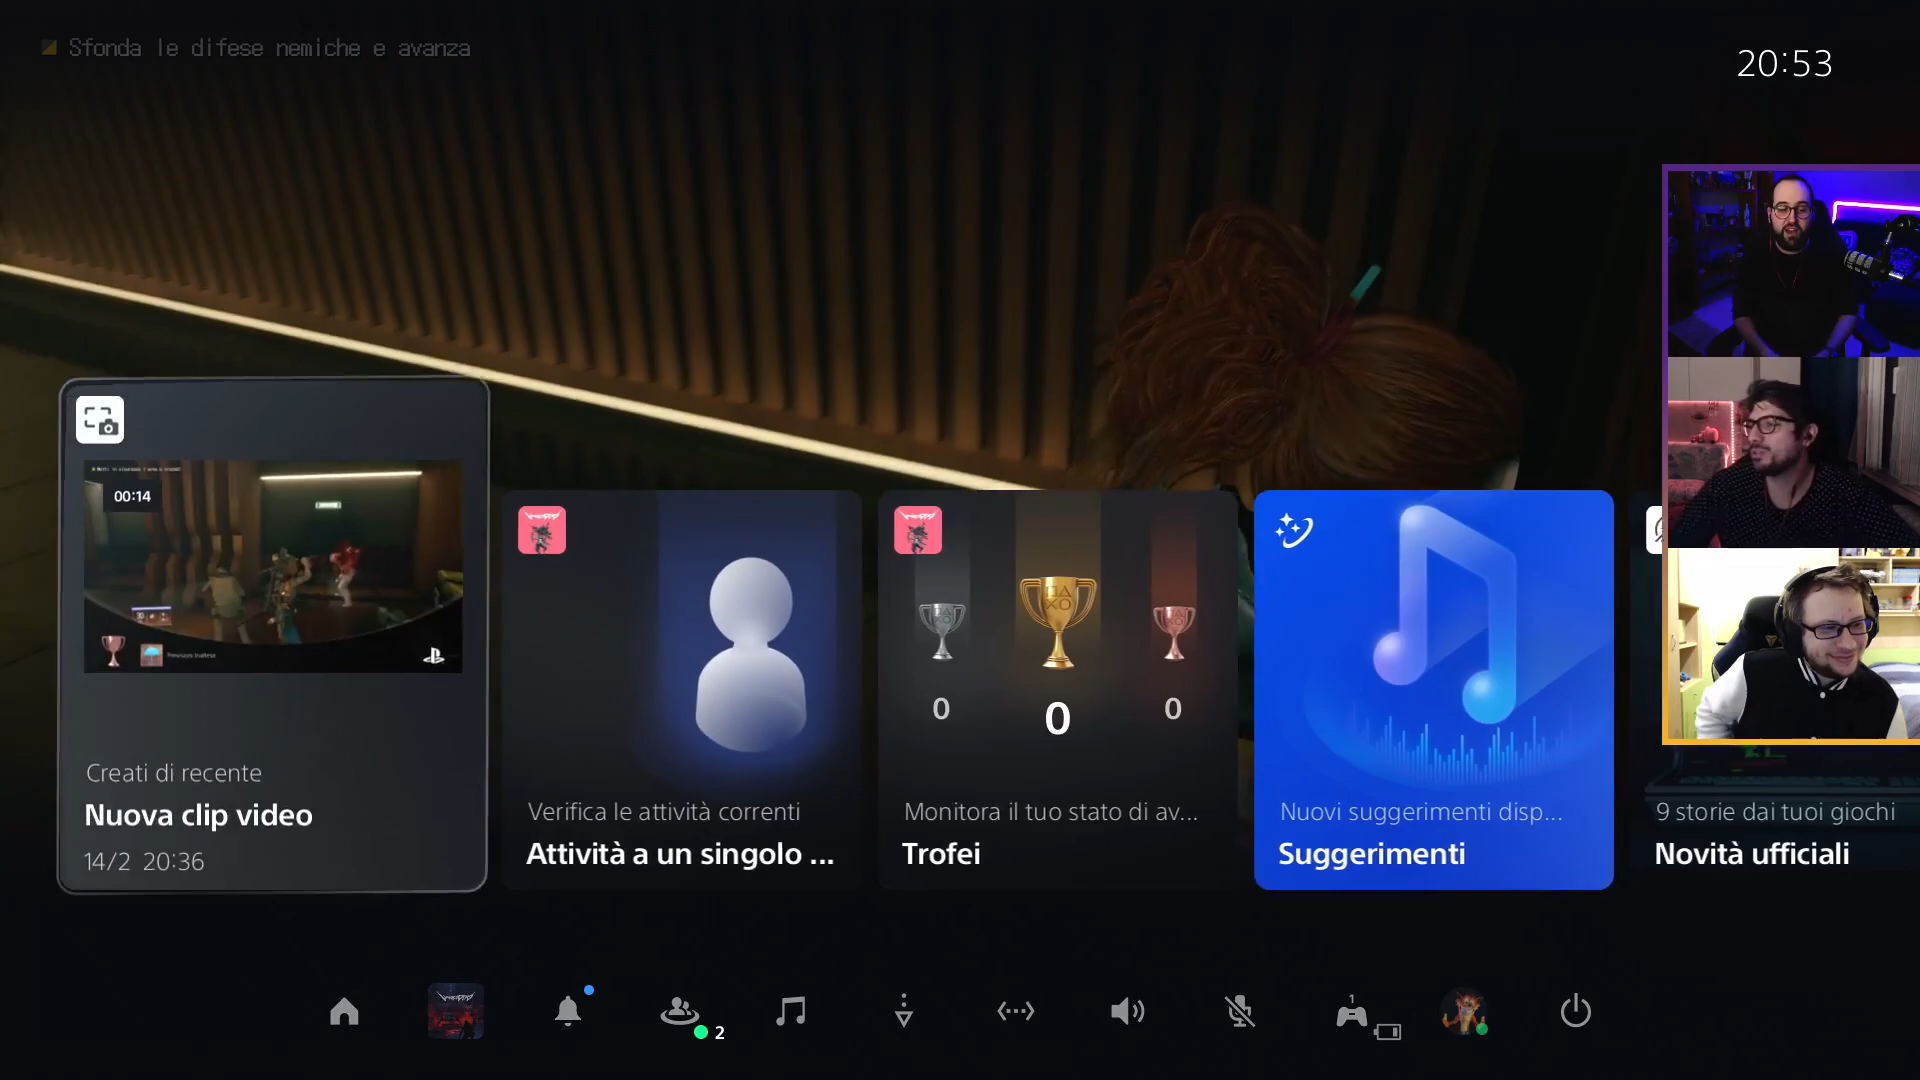 Sfonda le difese nemiche e avanza
20:53
00:14
Creati di recente
Nuova clip video
14/2 20:36
Verifica le attività correnti
Attività a un singolo ...
0
0
0
Monitora il tuo stato di av...
Trofei
Nuovi suggerimenti disp...
Suggerimenti
9 storie dai tuoi giochi
Novità ufficiali
2
1